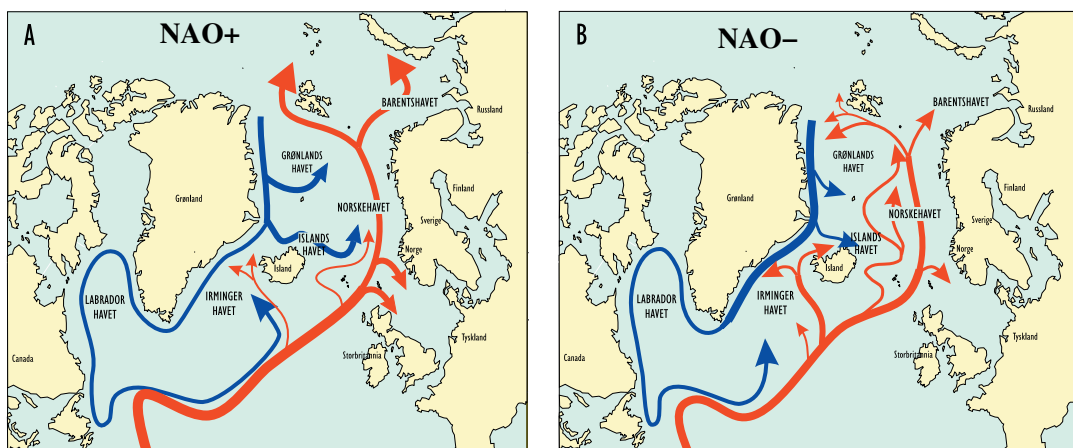 A
NAO+
BARENTSHAVET
Russland
GRØNLANDS
HAVET
Grønland
Finland
NORSKEHAVET
Sverige
ISLANDS
HAVET
Norge
Island
LABRADOR
HAVET
IRMINGER
HAVET
Tyskland
Canada
Storbritannia
B
NAO–
BARENTSHAVET
Russland
GRØNLANDS
HAVET
Grønland
Finland
NORSKEHAVET
Sverige
ISLANDS
HAVET
Norge
Island
LABRADOR
HAVET
IRMINGER
HAVET
Tyskland
Canada
Storbritannia